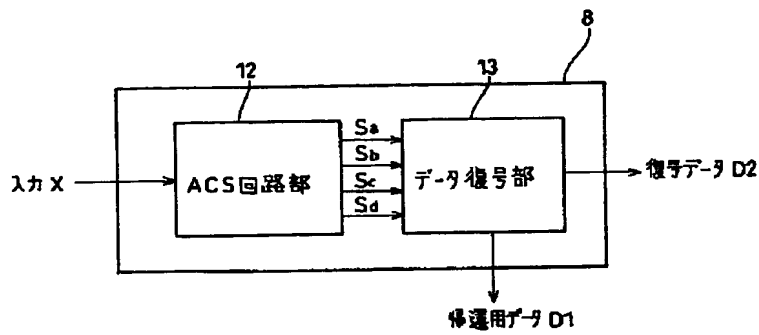 8
12
13
入力 X
ACS回路部
Sa
Sb
Sc
Sd
データ復号部
復号データ D2
帰還用データ D1